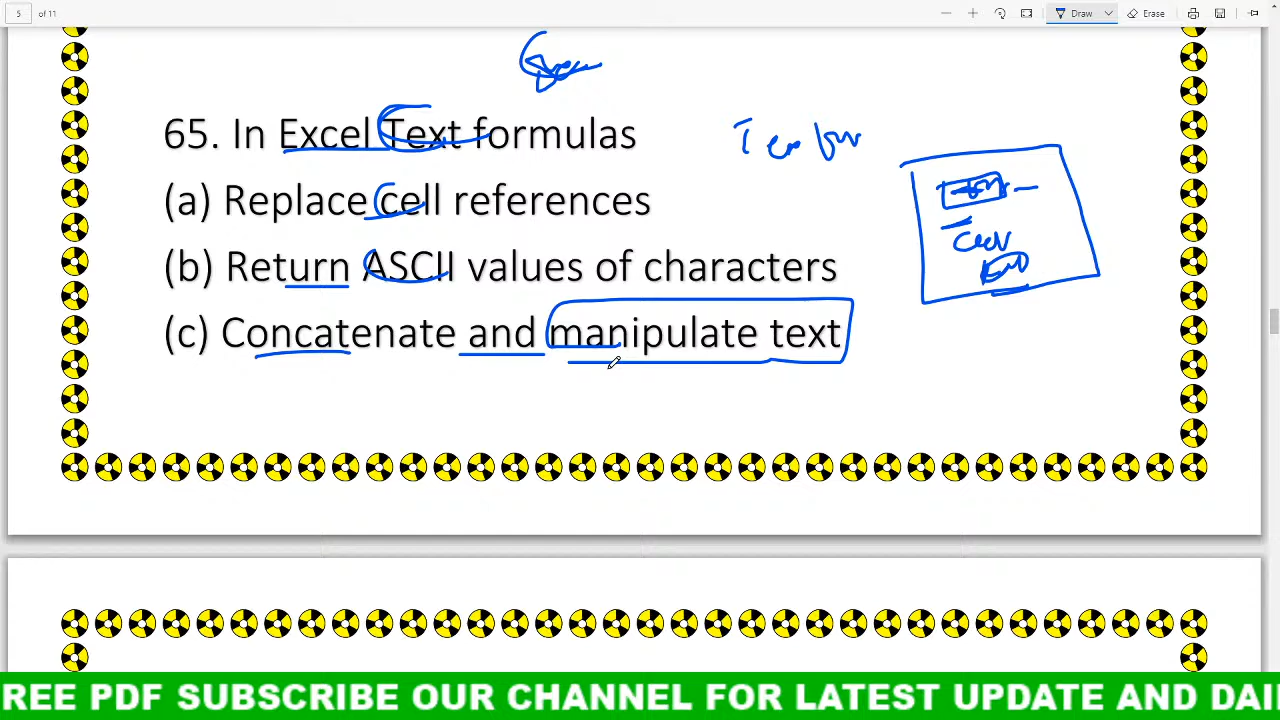 5 of 11 Draw Erase
65. In Excel Text formulas
(a) Replace cell references
(b) Return ASCII values of characters
(c) Concatenate and manipulate text
REE PDF SUBSCRIBE OUR CHANNEL FOR LATEST UPDATE AND DAI